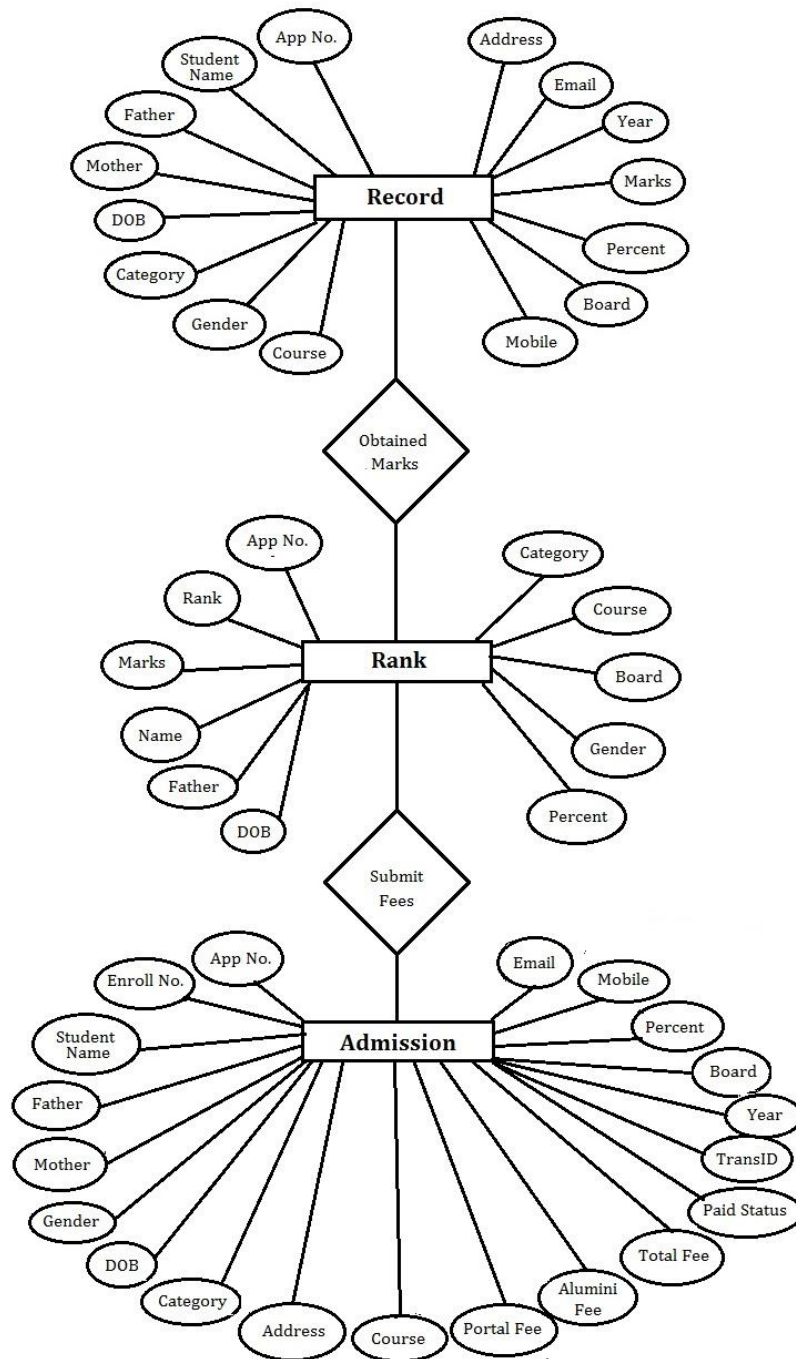 App No.
Address
Student
Name
Email
Father
Year
Mother
Marks
Record
DOB
Percent
Category
Board
Gender
Mobile
Course
Obtained
Marks
App No.
Category
Rank
Course
Marks
Rank
Board
Name
Gender
Father
Percent
DOB
Submit
Fees
App No.
Email
Enroll No.
Mobile
Percent
Student
Name
Admission
Board
Father
Year
Mother
TransID
Gender
Paid Status
DOB
Total Fee
Category
Alumini
Fee
Address
Course
Portal Fee